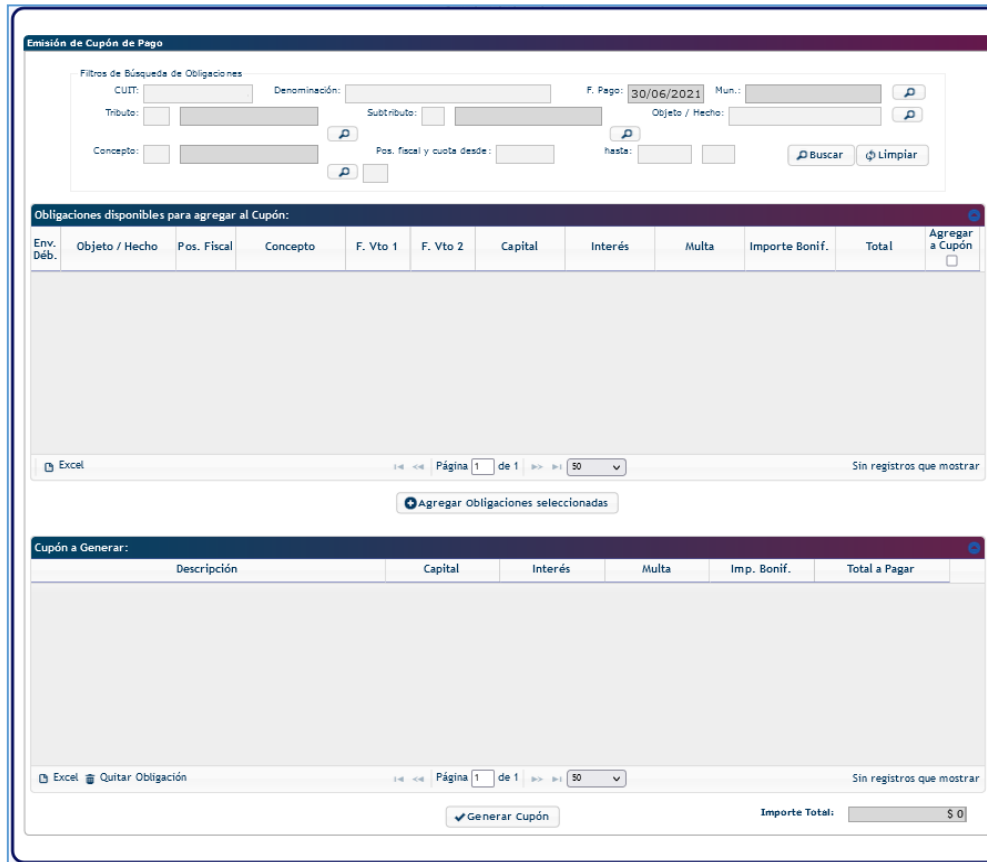 Emisión de Cupón de Pago
Filtros de Búsqueda de Obligaciones
CUIT: Denominación: F. Pago: 30/06/2021 Mun.:
Tributo: Subtributo: Objeto / Hecho:
Concepto: Pos. fiscal y cuota desde: hasta: Buscar Limpiar
Obligaciones disponibles para agregar al Cupón:
Env. Déb. Objeto / Hecho Pos. Fiscal Concepto F. Vto 1 F. Vto 2 Capital Interés Multa Importe Bonif. Total Agregar a Cupón
Excel Página 1 de 1 50 Sin registros que mostrar
Agregar Obligaciones seleccionadas
Cupón a Generar:
Descripción Capital Interés Multa Imp. Bonif. Total a Pagar
Excel Quitar Obligación Página 1 de 1 50 Sin registros que mostrar
Generar Cupón Importe Total: $ 0